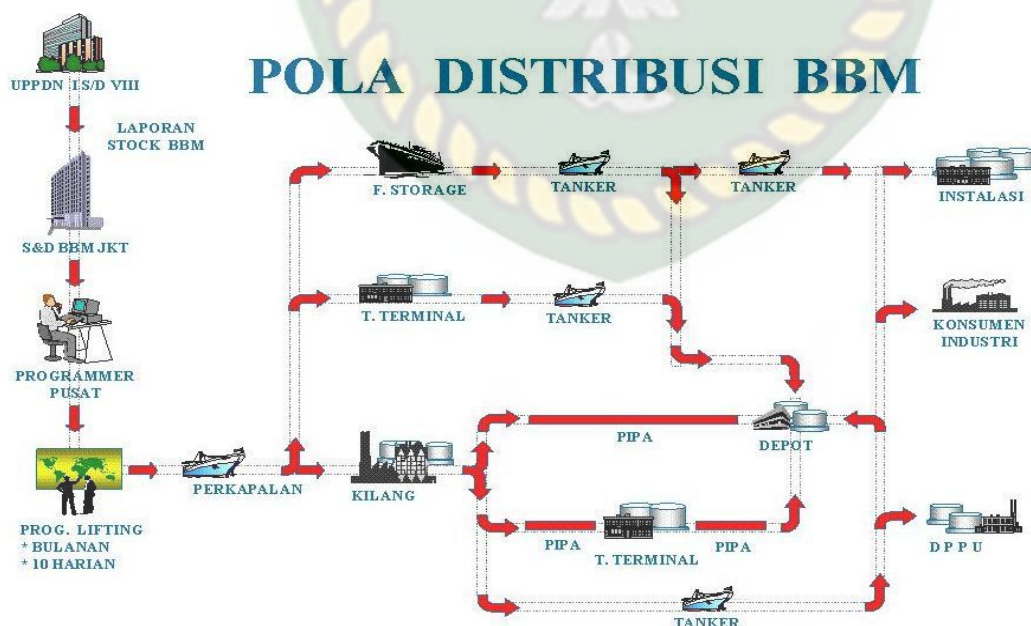 POLA DISTRIBUSI BBM
UPPDN I S/D VIII
LAPORAN
STOCK BBM
S&D BBM JKT
PROGRAMMER
PUSAT
PROG. LIFTING
* BULANAN
* 10 HARIAN
PERKAPALAN
F. STORAGE
TANKER
TANKER
INSTALASI
T. TERMINAL
TANKER
KONSUMEN
INDUSTRI
KILANG
PIPA
DEPOT
PIPA
T. TERMINAL
PIPA
D P P U
TANKER